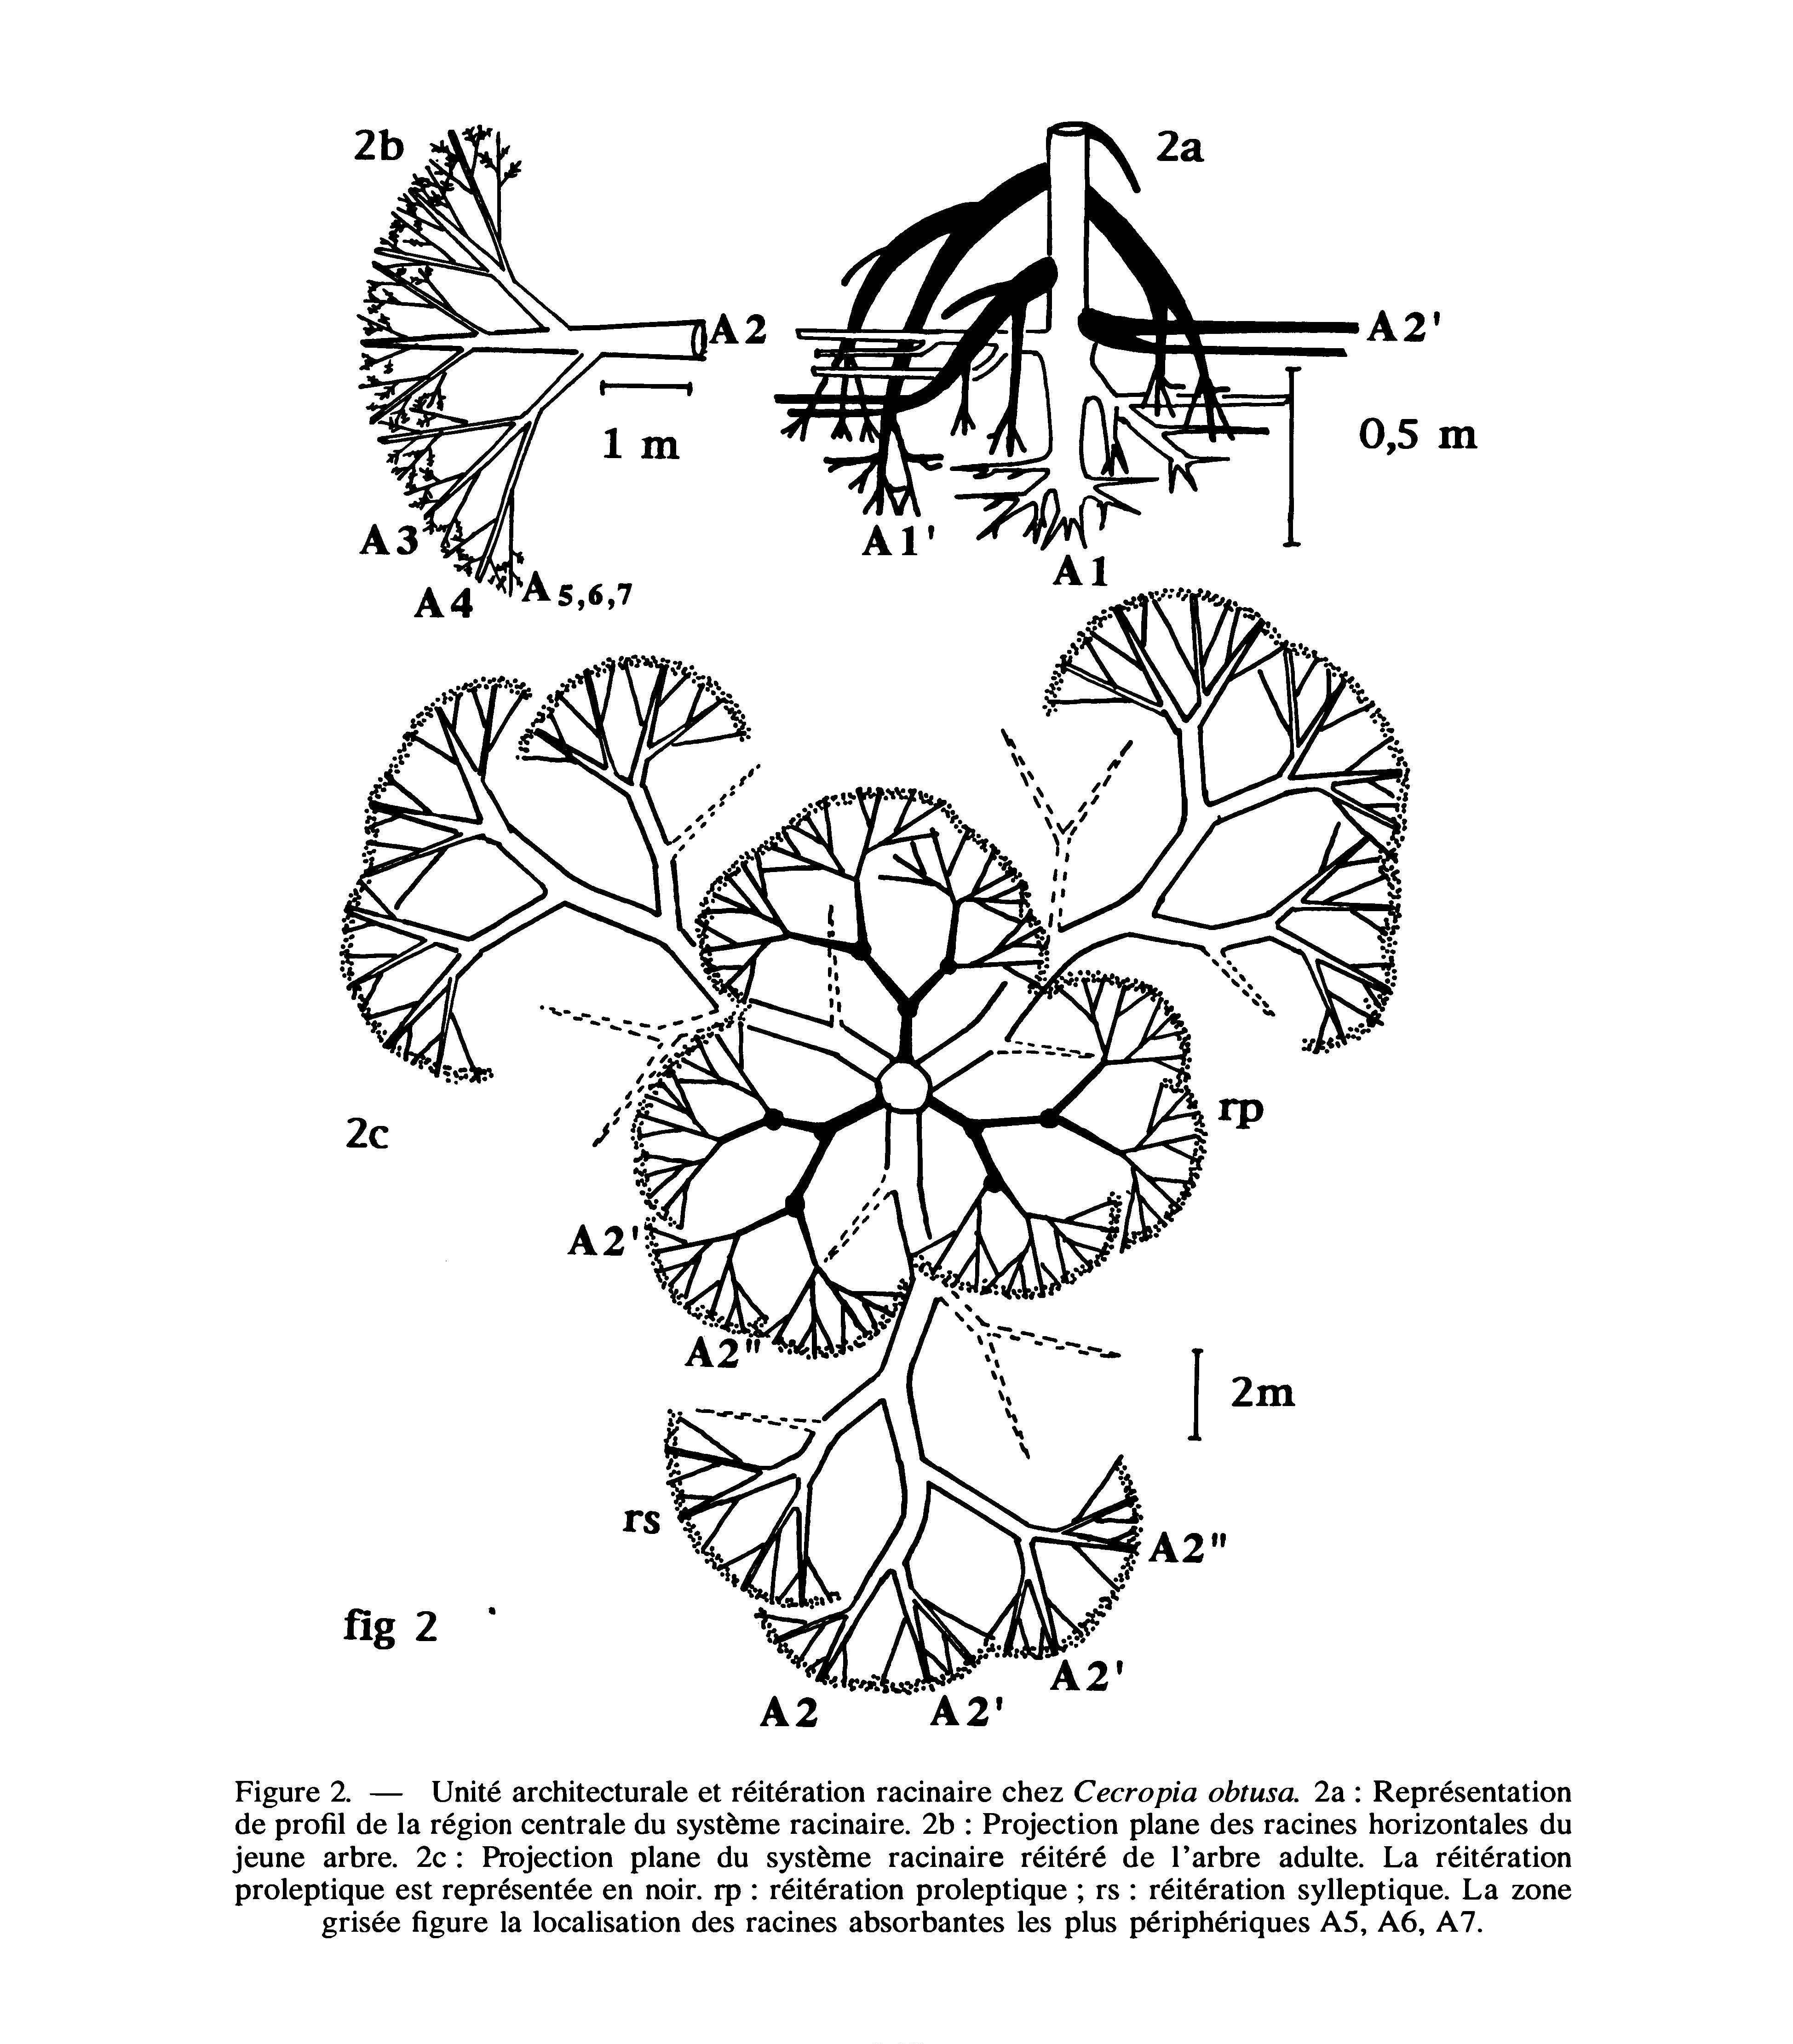 2b
2a
A2
A2'
1 m
0,5 m
A3
A1'
A1
A4
A5,6,7
rp
2c
A2'
A2"
2m
rs
A2"
fig 2
A2'
A2
A2'
Figure 2. — Unité architecturale et réitération racinaire chez Cecropia obtusa. 2a : Représentation
de profil de la région centrale du système racinaire. 2b : Projection plane des racines horizontales du
jeune arbre. 2c : Projection plane du système racinaire réitéré de l'arbre adulte. La réitération
proleptique est représentée en noir. rp : réitération proleptique ; rs : réitération sylleptique. La zone
grisée figure la localisation des racines absorbantes les plus périphériques A5, A6, A7.